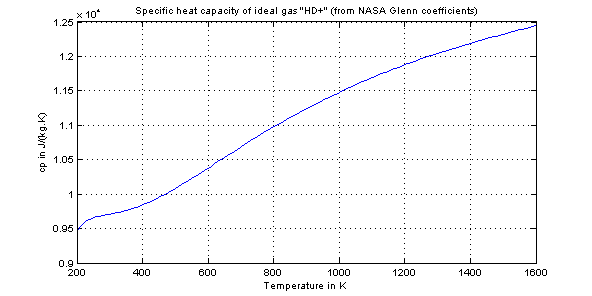 Specific heat capacity of ideal gas "HD+" (from NASA Glenn coefficients)
× 10⁴
1.25
1.2
1.15
1.1
1.05
1
0.95
0.9
cp in J/(kg.K)
200 400 600 800 1000 1200 1400 1600
Temperature in K